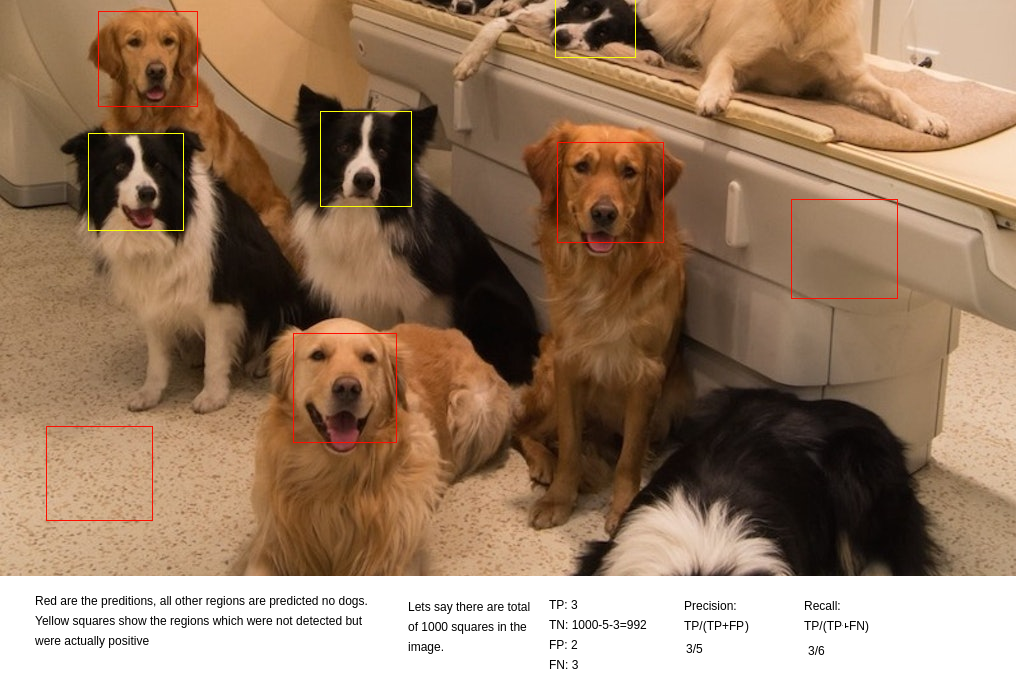 Red are the preditions, all other regions are predicted no dogs.
Yellow squares show the regions which were not detected but
were actually positive
Lets say there are total
of 1000 squares in the
image.
TP: 3
TN: 1000-5-3=992
FP: 2
FN: 3
Precision:
TP/(TP+FP)
3/5
Recall:
TP/(TP+FN)
3/6